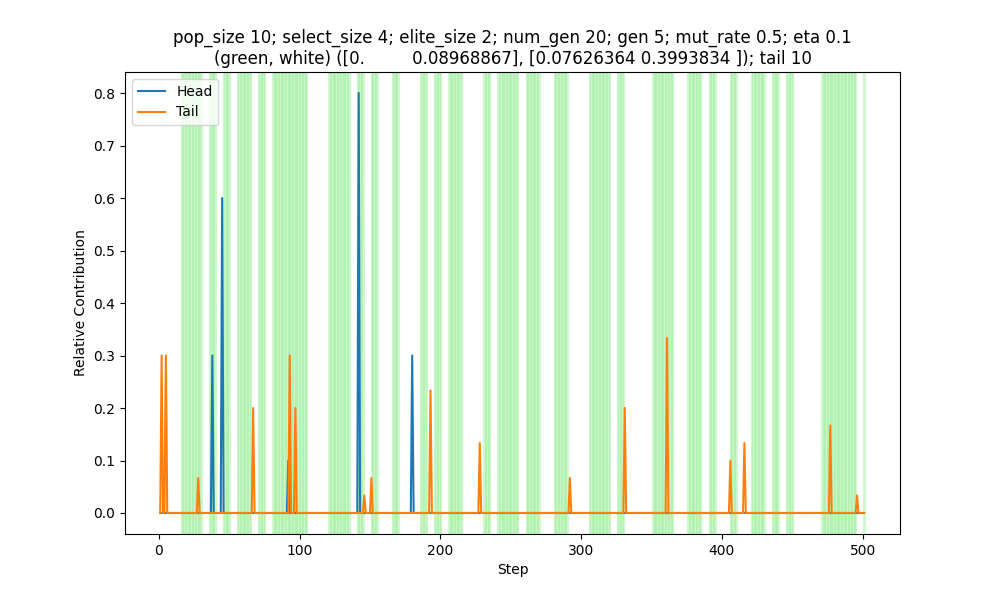 pop_size 10; select_size 4; elite_size 2; num_gen 20; gen 5; mut_rate 0.5; eta 0.1
(green, white) ([0.         0.08968867], [0.07626364 0.3993834 ]); tail 10
Head
Tail
0.8
0.7
0.6
0.5
0.4
0.3
0.2
0.1
0.0
Relative Contribution
0 100 200 300 400 500
Step